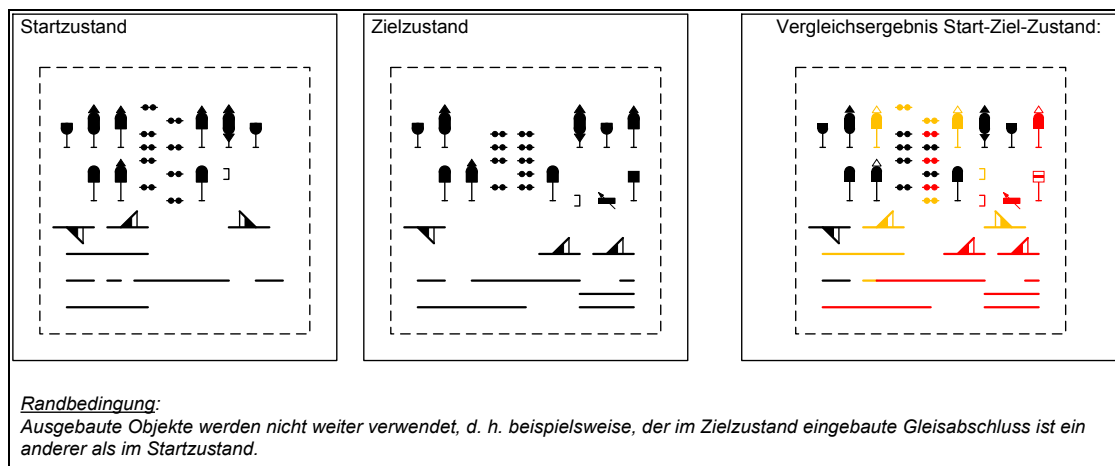 Startzustand
Zielzustand
Vergleichsergebnis Start-Ziel-Zustand:
Randbedingung:
Ausgebaute Objekte werden nicht weiter verwendet, d. h. beispielsweise, der im Zielzustand eingebaute Gleisabschluss ist ein
anderer als im Startzustand.